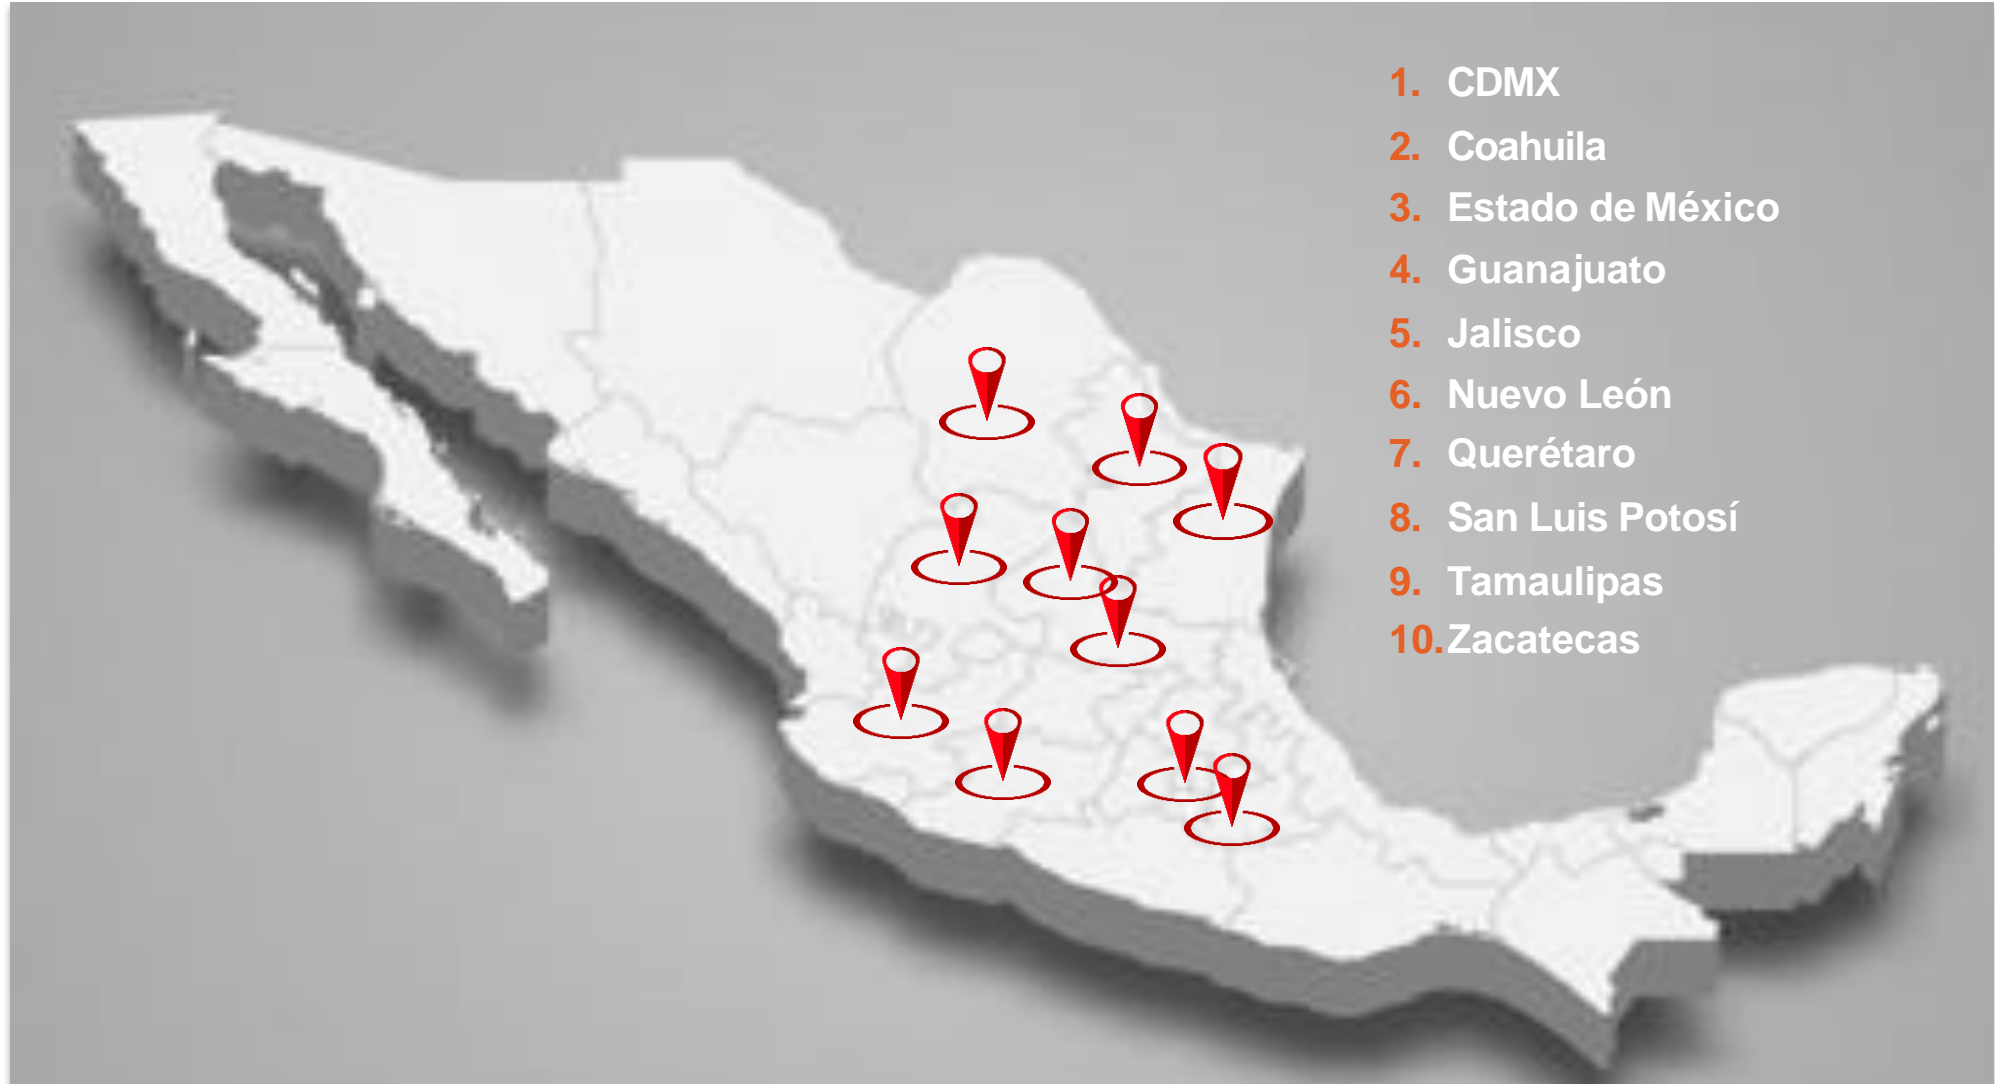 1. CDMX
2. Coahuila
3. Estado de México
4. Guanajuato
5. Jalisco
6. Nuevo León
7. Querétaro
8. San Luis Potosí
9. Tamaulipas
10. Zacatecas